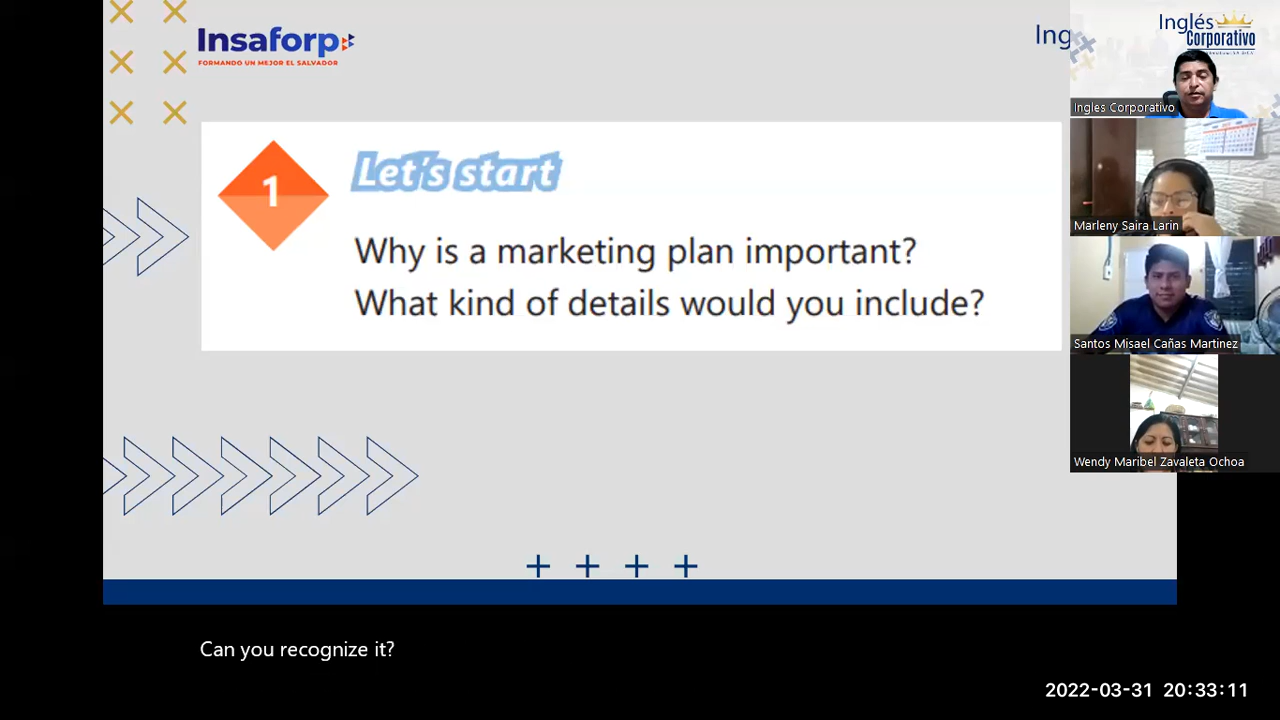 Insaforp
FORMANDO UN MEJOR EL SALVADOR
Ing
Inglés
Corporativo
Ingles Corporativo
1
Let's start
Why is a marketing plan important?
What kind of details would you include?
Marleny Saira Larin
Santos Misael Cañas Martinez
Wendy Maribel Zavaleta Ochoa
Can you recognize it?
2022-03-31 20:33:11